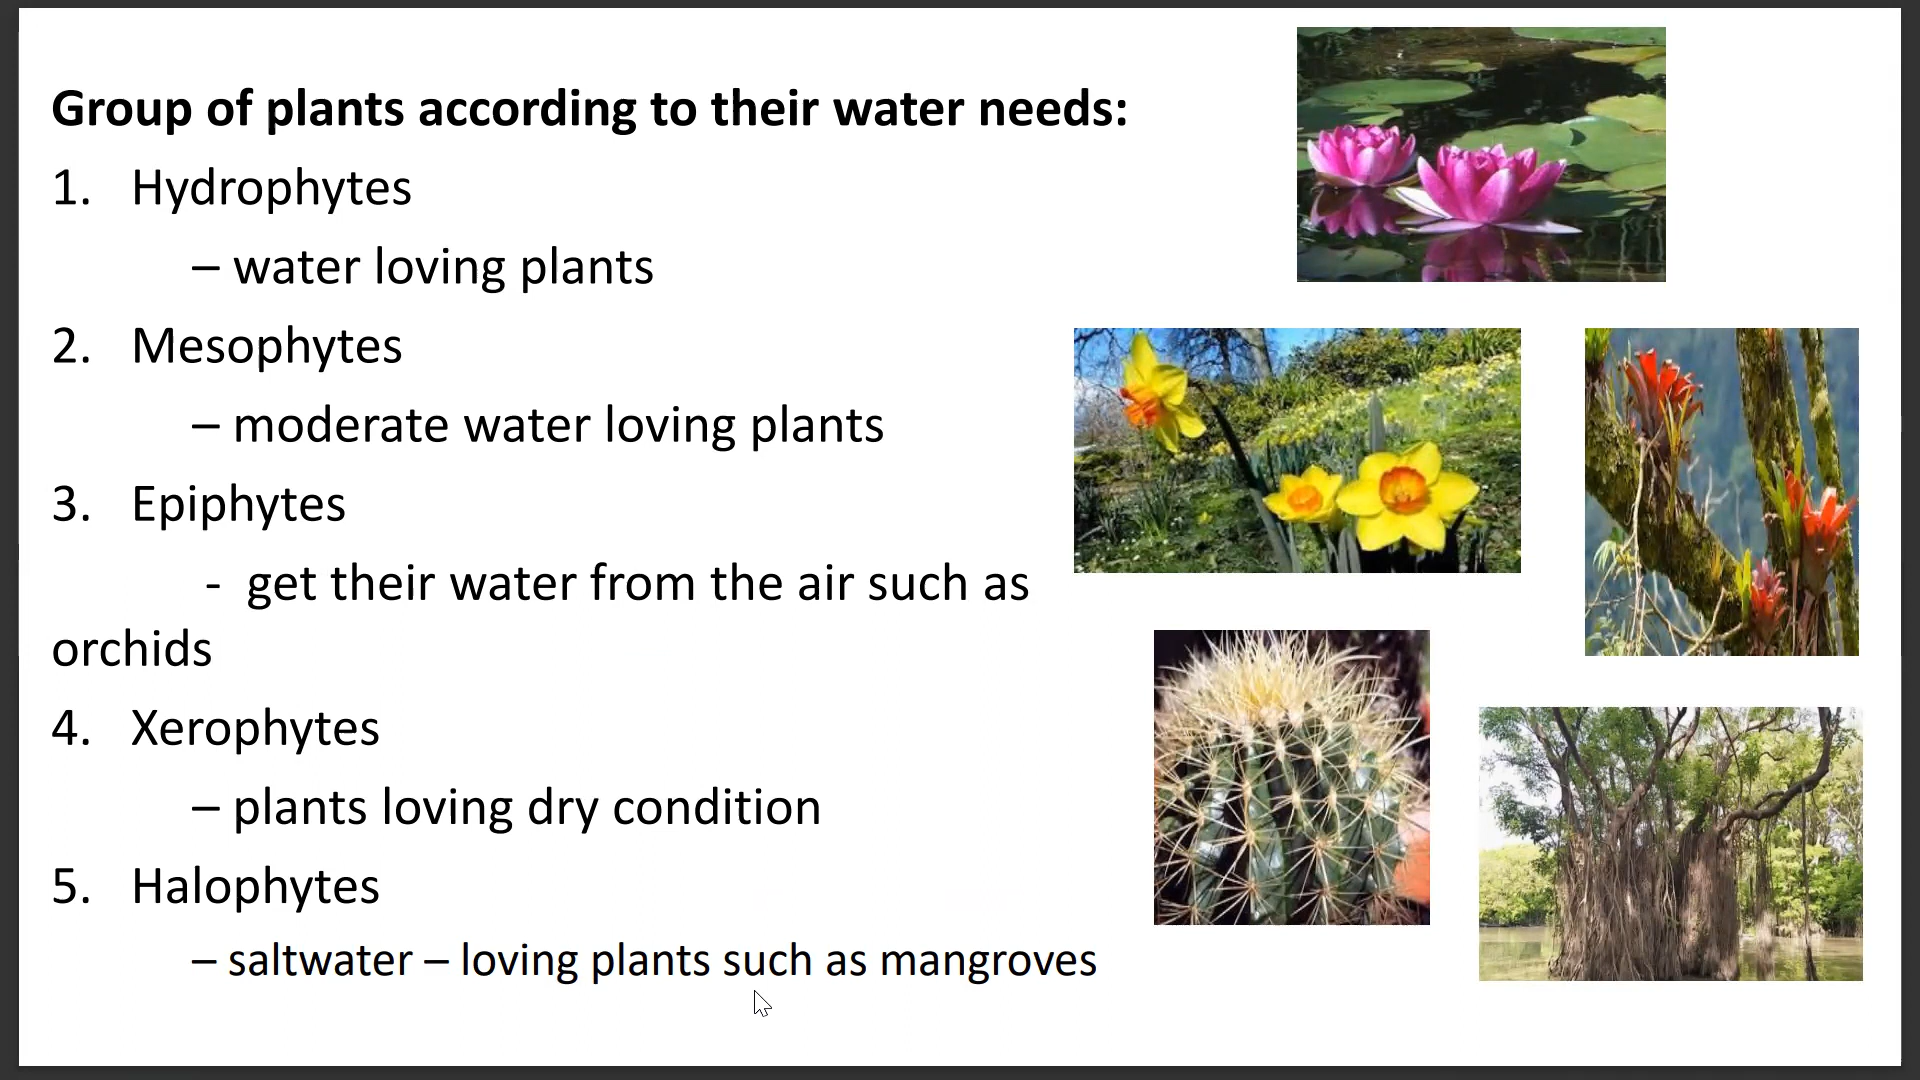 Group of plants according to their water needs:
1. Hydrophytes
– water loving plants
2. Mesophytes
– moderate water loving plants
3. Epiphytes
- get their water from the air such as
orchids
4. Xerophytes
– plants loving dry condition
5. Halophytes
– saltwater – loving plants such as mangroves